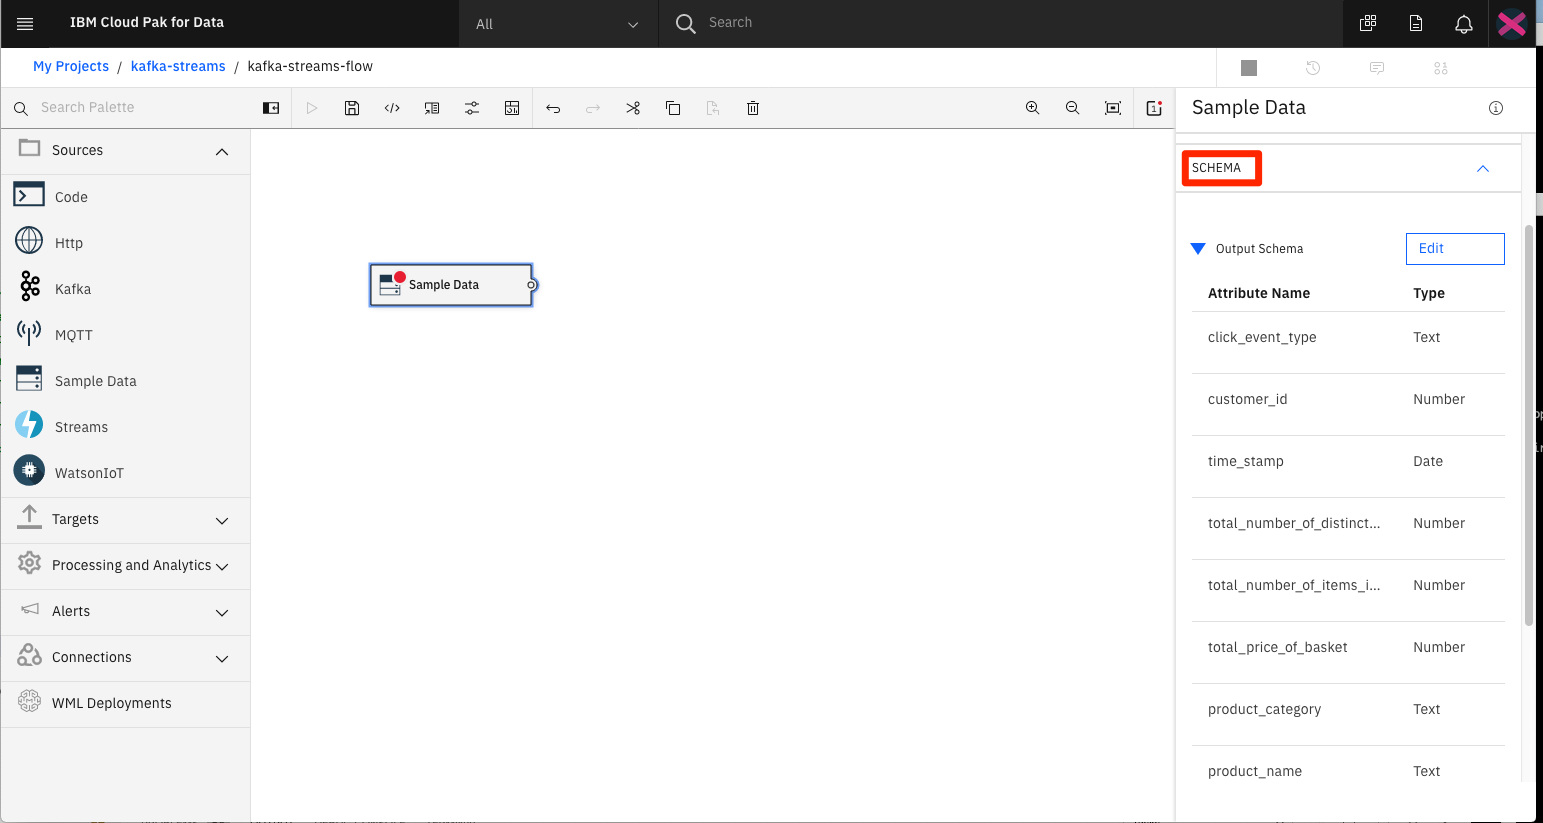 IBM Cloud Pak for Data
All
Search
My Projects / kafka-streams / kafka-streams-flow
Search Palette
</>
1
Sample Data
Sources
Code
Http
Kafka
MQTT
Sample Data
Streams
WatsonIoT
Targets
Processing and Analytics
Alerts
Connections
WML Deployments
Sample Data
SCHEMA
Output Schema
Edit
Attribute Name Type
click_event_type Text
customer_id Number
time_stamp Date
total_number_of_distinct... Number
total_number_of_items_i... Number
total_price_of_basket Number
product_category Text
product_name Text